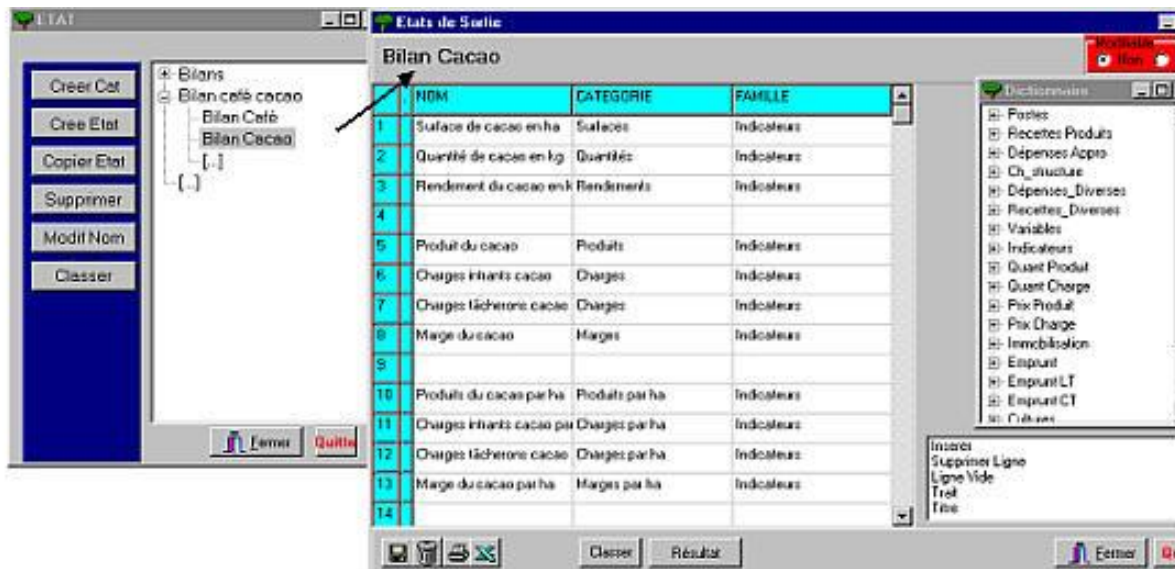 ETAT
Creer Cat
Cree Etat
Copier Etat
Supprimer
Modif Nom
Classer
Bilans
Bilan café cacao
Bilan Café
Bilan Cacao
[..]
[..]
Fermer Quitte
Etats de Sortie
Bilan Cacao
Non
NOM CATEGORIE FAMILLE
1 Surface de cacao en ha Surfaces Indicateurs
2 Quantité de cacao en kg Quantités Indicateurs
3 Rendement du cacao en k Rendements Indicateurs
4
5 Produit du cacao Produits Indicateurs
6 Charges intrants cacao Charges Indicateurs
7 Charges tâcherons cacao Charges Indicateurs
8 Marge du cacao Marges Indicateurs
9
10 Produits du cacao par ha Produits par ha Indicateurs
11 Charges intrants cacao par Charges par ha Indicateurs
12 Charges tâcherons cacao Charges par ha Indicateurs
13 Marge du cacao par ha Marges par ha Indicateurs
14
Classer Résultat
Dictionnaire
Postes
Recettes Produits
Dépenses Appro
Ch_structure
Dépenses_Diverses
Recettes_Diverses
Variables
Indicateurs
Quant Produit
Quant Charge
Prix Produit
Prix Charge
Immobilisation
Emprunt
Emprunt LT
Emprunt CT
Cultures
Inserer
Supprimer Ligne
Ligne Vide
Trait
Titre
Fermer